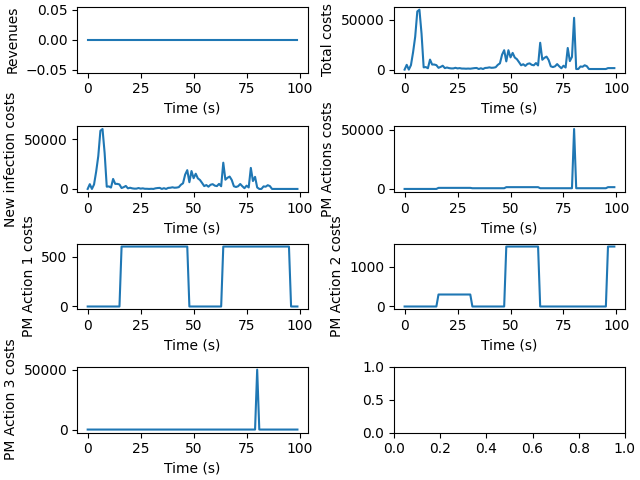 Revenues
0.05
0.00
−0.05
0 25 50 75 100
Time (s)
Total costs
50000
0
0 25 50 75 100
Time (s)
New infection costs
50000
0
0 25 50 75 100
Time (s)
PM Actions costs
50000
0
0 25 50 75 100
Time (s)
PM Action 1 costs
500
0
0 25 50 75 100
Time (s)
PM Action 2 costs
1000
0
0 25 50 75 100
Time (s)
PM Action 3 costs
50000
0
0 25 50 75 100
Time (s)
1.0
0.5
0.0
0.0 0.2 0.4 0.6 0.8 1.0